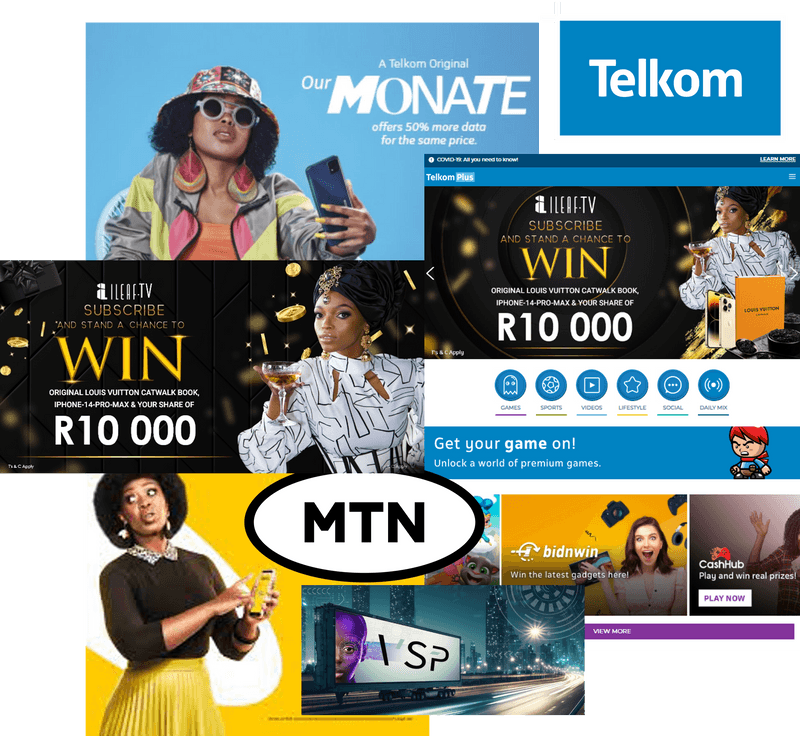 A Telkom Original
Our MONATE
offers 50% more data
for the same price.
Telkom
COVID-19: All you need to know!
LEARN MORE
Telkom Plus
ILEAF-TV
SUBSCRIBE
AND STAND A CHANCE TO
WIN
ORIGINAL LOUIS VUITTON CATWALK BOOK,
IPHONE-14-PRO-MAX & YOUR SHARE OF
R10 000
T's & C Apply
LOUIS VUITTON
ILEAF-TV
SUBSCRIBE
AND STAND A CHANCE TO
WIN
ORIGINAL LOUIS VUITTON CATWALK BOOK,
IPHONE-14-PRO-MAX & YOUR SHARE OF
R10 000
Ts & C Apply
GAMES
SPORTS
VIDEOS
LIFESTYLE
SOCIAL
DAILY MIX
Get your game on!
Unlock a world of premium games.
MTN
bidnwin
Win the latest gadgets here!
CashHub
Play and win real prizes!
PLAY NOW
VIEW MORE
VSP